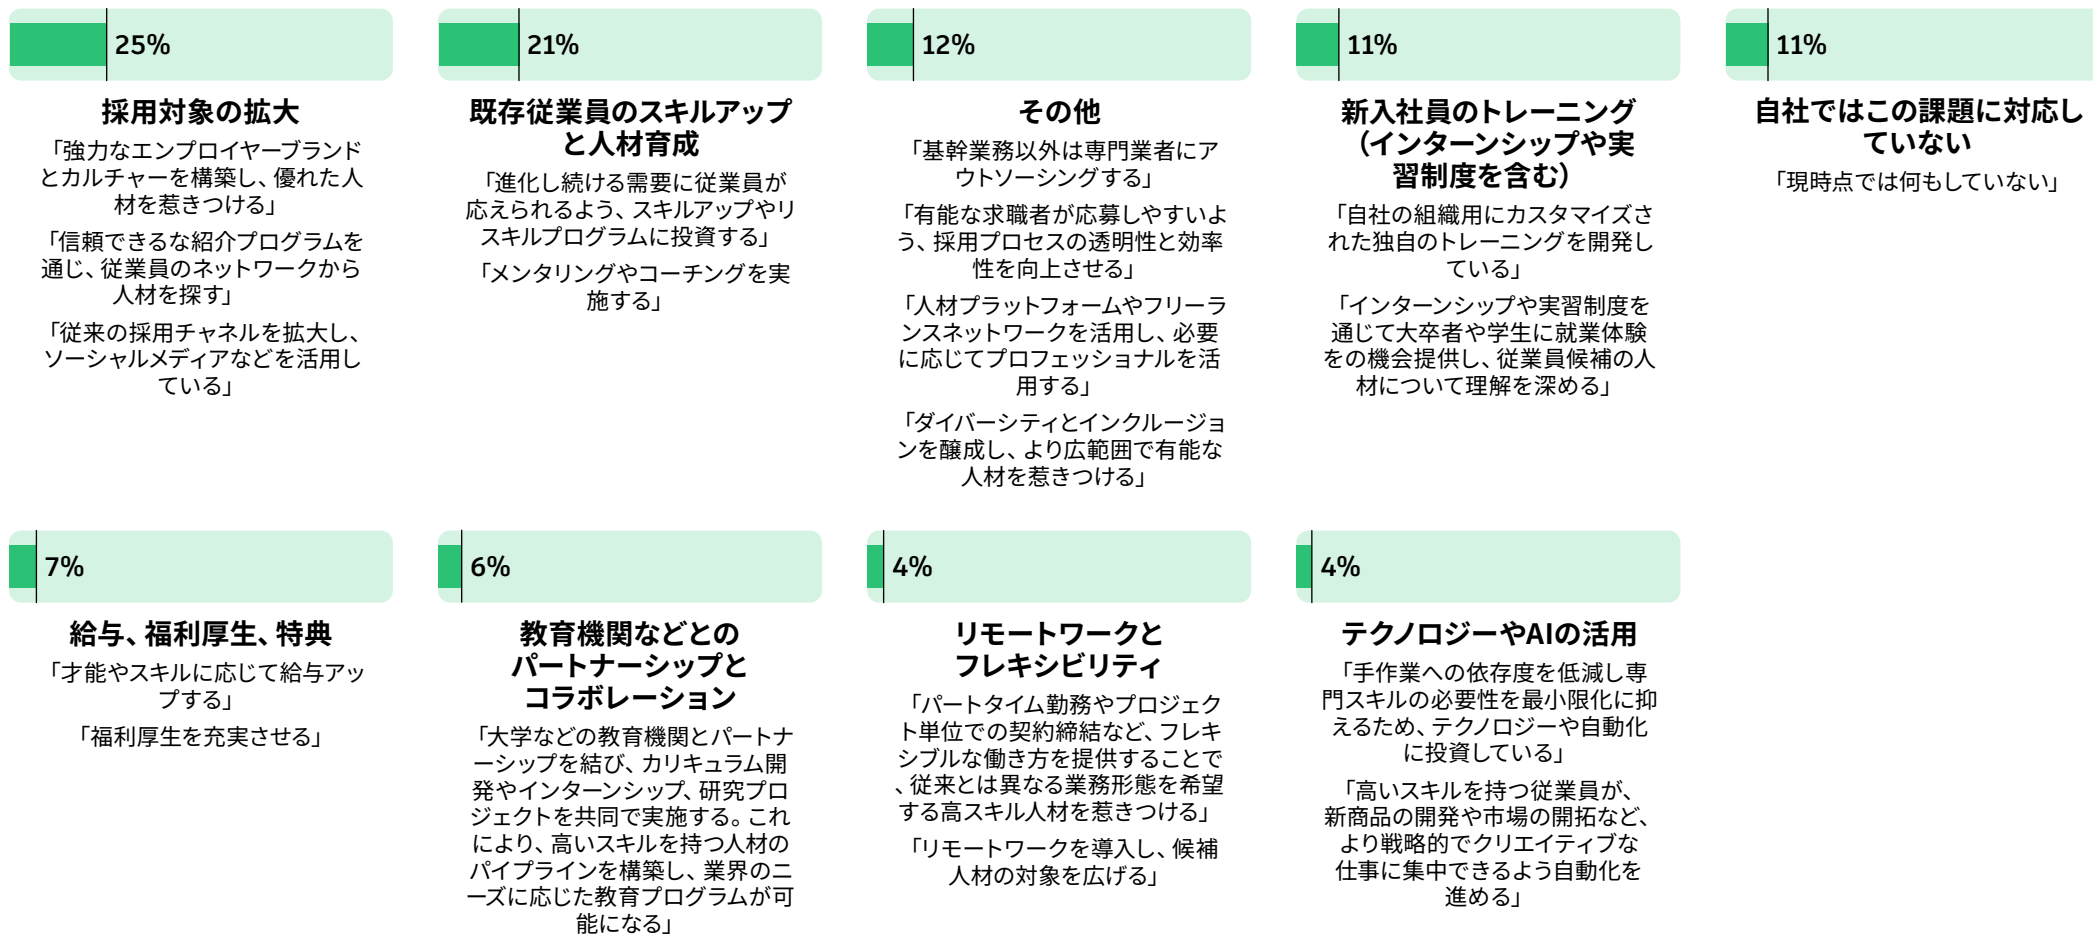 25%
採用対象の拡大
「強力なエンプロイヤーブランド
とカルチャーを構築し、優れた人
材を惹きつける」
「信頼できるな紹介プログラムを
通じ、従業員のネットワークから
人材を探す」
「従来の採用チャネルを拡大し、
ソーシャルメディアなどを活用し
ている」
21%
既存従業員のスキルアップ
と人材育成
「進化し続ける需要に従業員が
応えられるよう、スキルアップやリ
スキルプログラムに投資する」
「メンタリングやコーチングを実
施する」
12%
その他
「基幹業務以外は専門業者にア
ウトソーシングする」
「有能な求職者が応募しやすいよ
う、採用プロセスの透明性と効率
性を向上させる」
「人材プラットフォームやフリーラ
ンスネットワークを活用し、必要
に応じてプロフェッショナルを活
用する」
「ダイバーシティとインクルージョ
ンを醸成し、より広範囲で有能な
人材を惹きつける」
11%
新入社員のトレーニング
（インターンシップや実
習制度を含む）
「自社の組織用にカスタマイズさ
れた独自のトレーニングを開発し
ている」
「インターンシップや実習制度を
通じて大卒者や学生に就業体験
をの機会提供し、従業員候補の人
材について理解を深める」
11%
自社ではこの課題に対応し
ていない
「現時点では何もしていない」
7%
給与、福利厚生、特典
「才能やスキルに応じて給与アッ
プする」
「福利厚生を充実させる」
6%
教育機関などとの
パートナーシップと
コラボレーション
「大学などの教育機関とパートナ
ーシップを結び、カリキュラム開
発やインターンシップ、研究プロ
ジェクトを共同で実施する。これ
により、高いスキルを持つ人材の
パイプラインを構築し、業界のニ
ーズに応じた教育プログラムが可
能になる」
4%
リモートワークと
フレキシビリティ
「パートタイム勤務やプロジェク
ト単位での契約締結など、フレキ
シブルな働き方を提供することで
、従来とは異なる業務形態を希望
する高スキル人材を惹きつける」
「リモートワークを導入し、候補
人材の対象を広げる」
4%
テクノロジーやAIの活用
「手作業への依存度を低減し専
門スキルの必要性を最小限化に抑
えるため、テクノロジーや自動化
に投資している」
「高いスキルを持つ従業員が、
新商品の開発や市場の開拓など、
より戦略的でクリエイティブな
仕事に集中できるよう自動化を
進める」